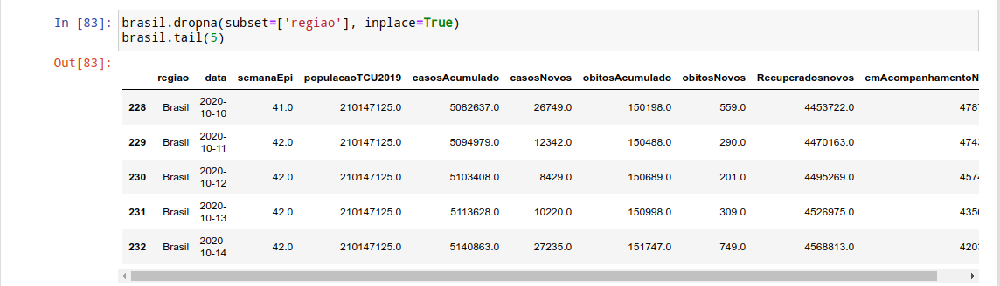 In [83]: brasil.dropna(subset=['regiao'], inplace=True)
brasil.tail(5)
Out[83]:
regiao data semanaEpi populacaoTCU2019 casosAcumulado casosNovos obitosAcumulado obitosNovos Recuperadosnovos emAcompanhamentoN
228 Brasil 2020-10-10 41.0 210147125.0 5082637.0 26749.0 150198.0 559.0 4453722.0 478
229 Brasil 2020-10-11 42.0 210147125.0 5094979.0 12342.0 150488.0 290.0 4470163.0 474
230 Brasil 2020-10-12 42.0 210147125.0 5103408.0 8429.0 150689.0 201.0 4495269.0 457
231 Brasil 2020-10-13 42.0 210147125.0 5113628.0 10220.0 150998.0 309.0 4526975.0 435
232 Brasil 2020-10-14 42.0 210147125.0 5140863.0 27235.0 151747.0 749.0 4568813.0 420